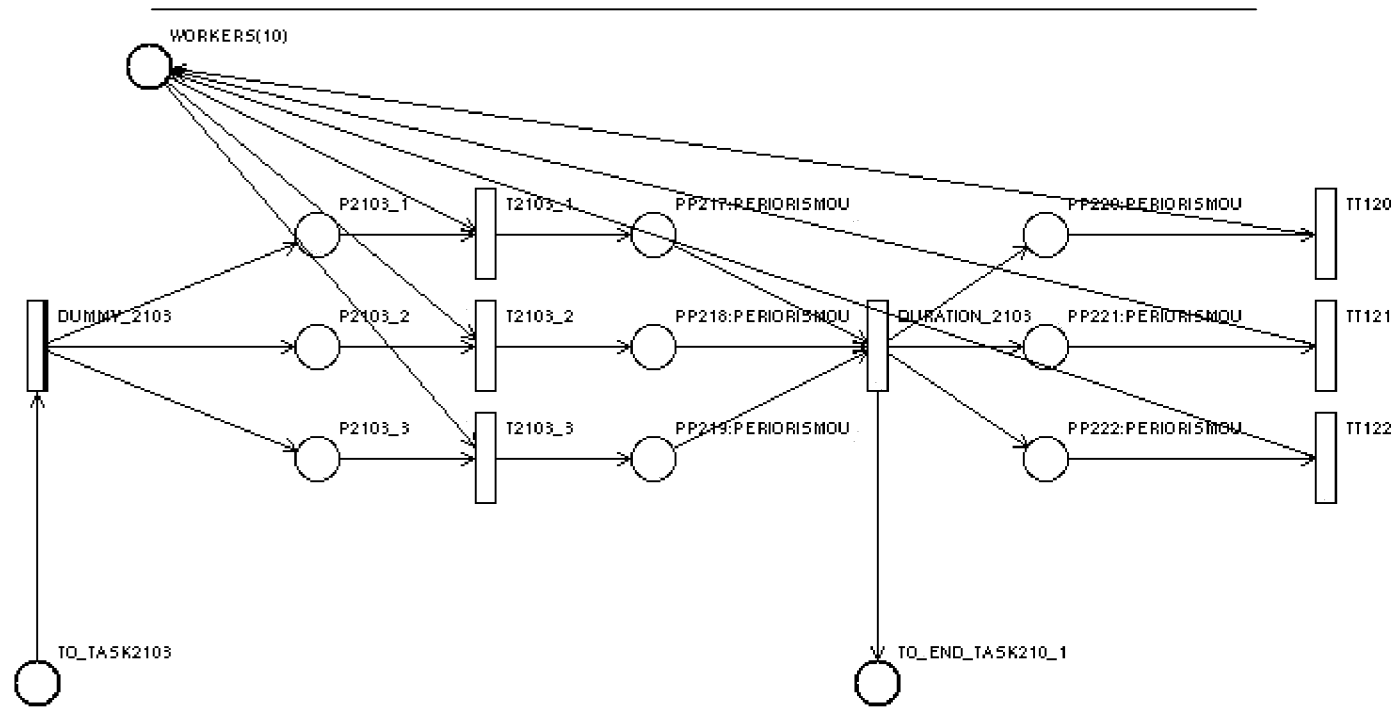 WORKERS(10)
P2103_1
T2103_1
PP217:PERIORISMOU
PP220:PERIORISMOU
TT120
DUMMY_2103
P2103_2
T2103_2
PP218:PERIORISMOU
DURATION_2103
PP221:PERIORISMOU
TT121
P2103_3
T2103_3
PP219:PERIORISMOU
PP222:PERIORISMOU
TT122
TO_TASK2103
TO_END_TASK210_1